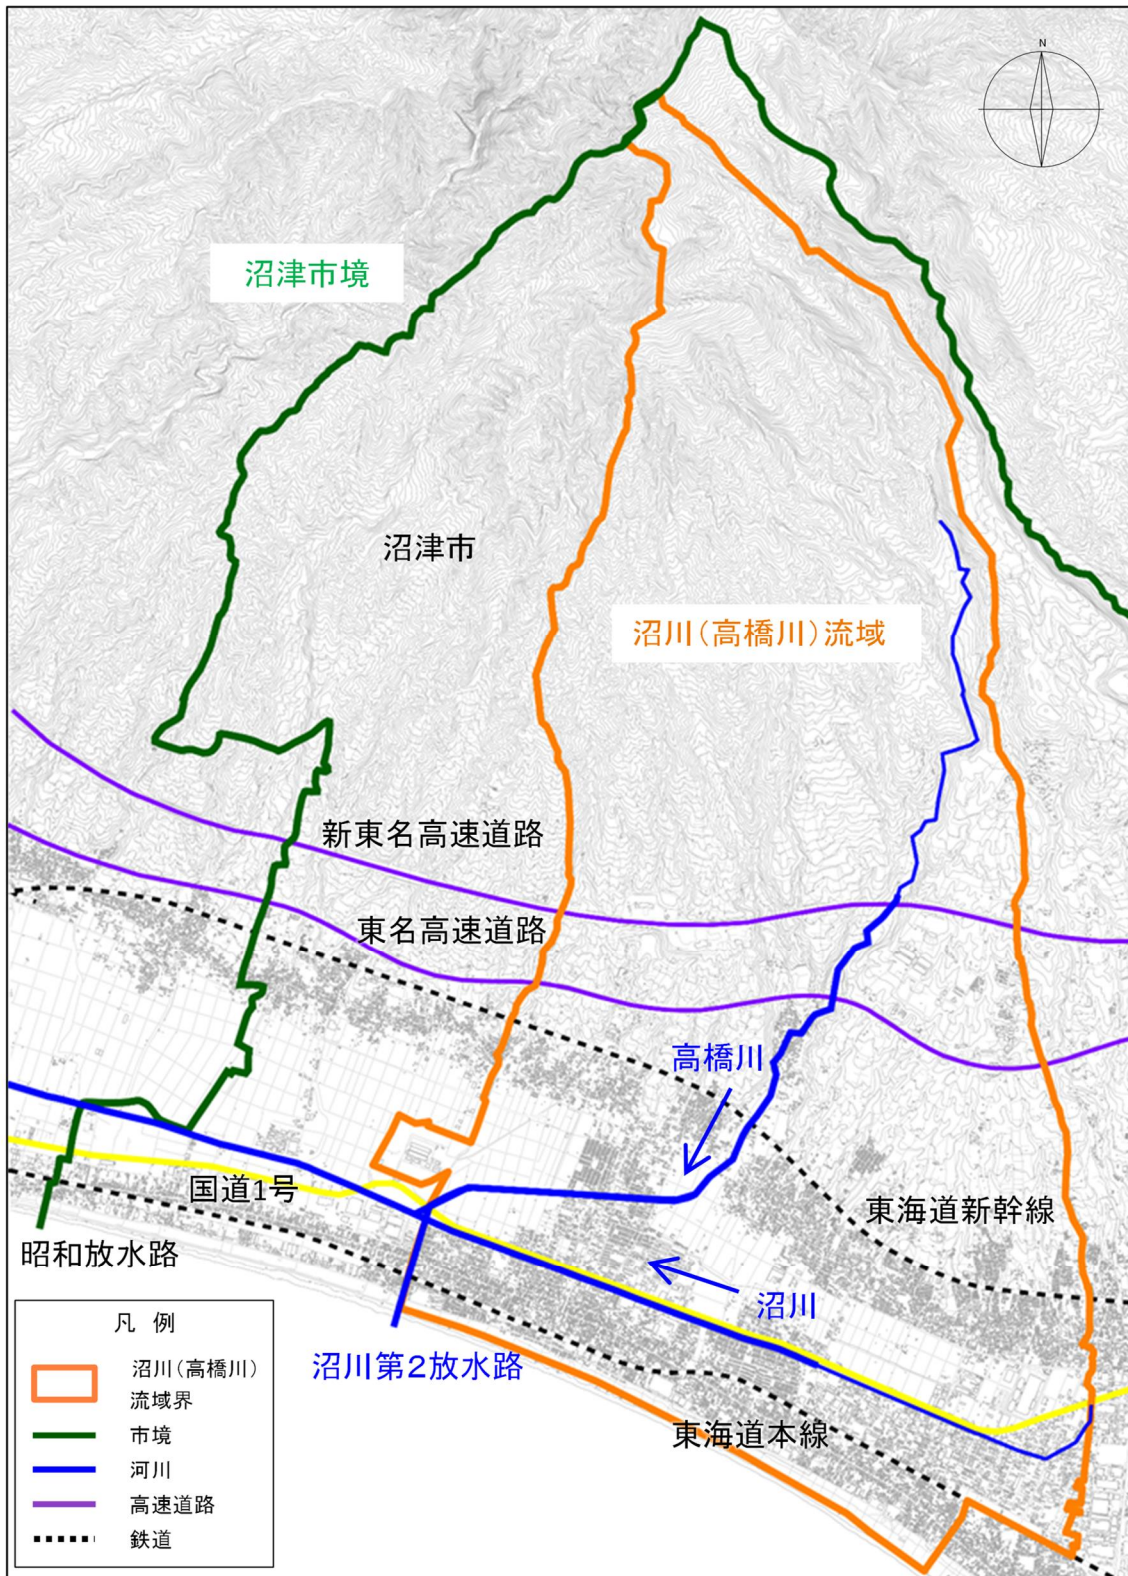 N
沼津市境
沼津市
沼川(高橋川)流域
新東名高速道路
東名高速道路
高橋川
国道1号
東海道新幹線
昭和放水路
沼川
沼川第2放水路
東海道本線
凡 例
沼川(高橋川)
流域界
市境
河川
高速道路
鉄道